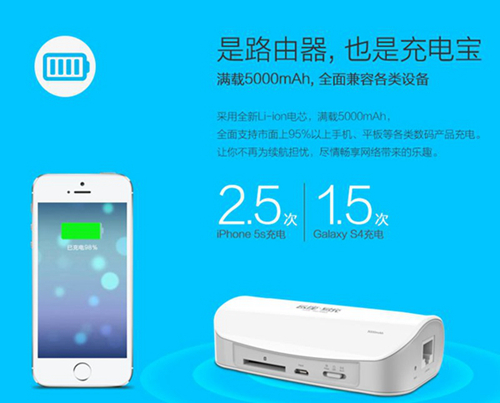 是路由器, 也是充电宝
满载5000mAh, 全面兼容各类设备
采用全新Li-ion电芯，满载5000mAh，
全面支持市面上95%以上手机、平板等各类数码产品充电。
让你不再为续航担忧，尽情畅享网络带来的乐趣。
2.5次
iPhone 5s充电
1.5次
Galaxy S4充电
已充电98%